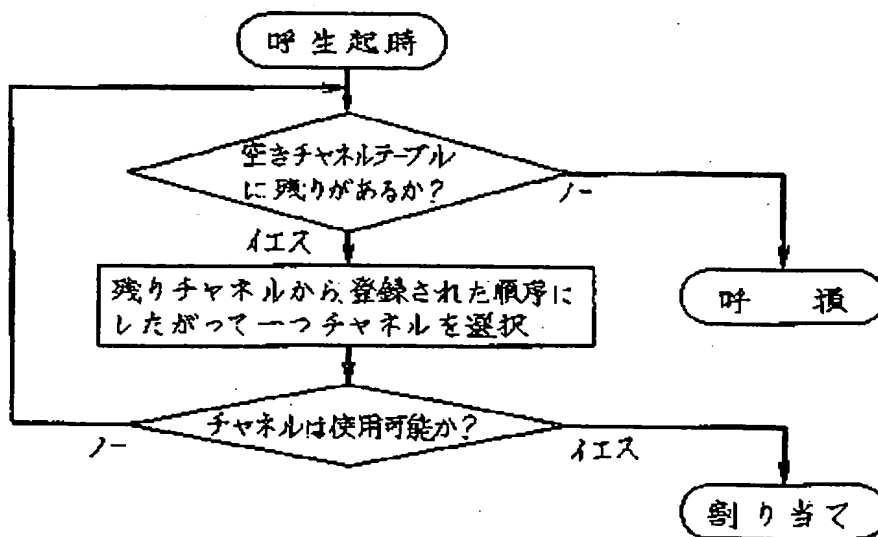 呼生起時
空きチャネルテーブル
に残りがあるか?
ノー
イエス
残りチャネルから、登録された順序に
したがって一つチャネルを選択
呼損
チャネルは使用可能か?
ノー
イエス
割り当て